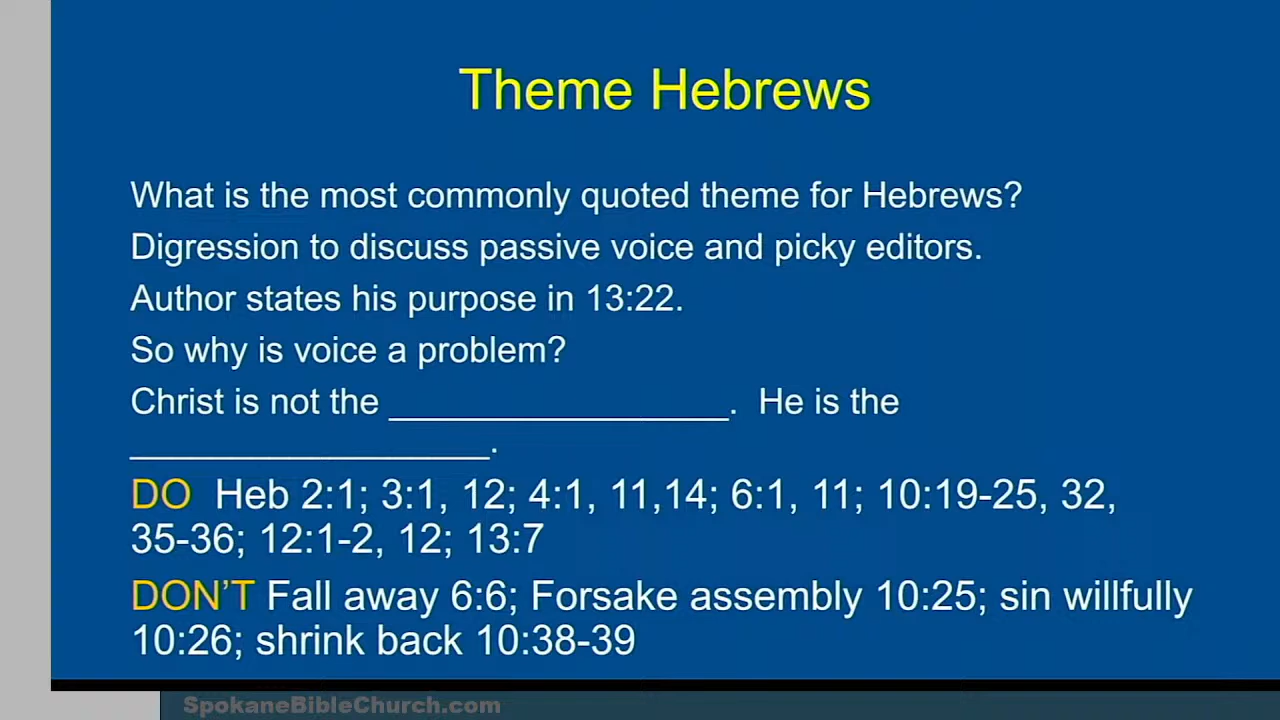 Theme Hebrews
What is the most commonly quoted theme for Hebrews?
Digression to discuss passive voice and picky editors.
Author states his purpose in 13:22.
So why is voice a problem?
Christ is not the _________________. He is the
__________________.
DO Heb 2:1; 3:1, 12; 4:1, 11,14; 6:1, 11; 10:19-25, 32,
35-36; 12:1-2, 12; 13:7
DON'T Fall away 6:6; Forsake assembly 10:25; sin willfully
10:26; shrink back 10:38-39
SpokaneBibleChurch.com